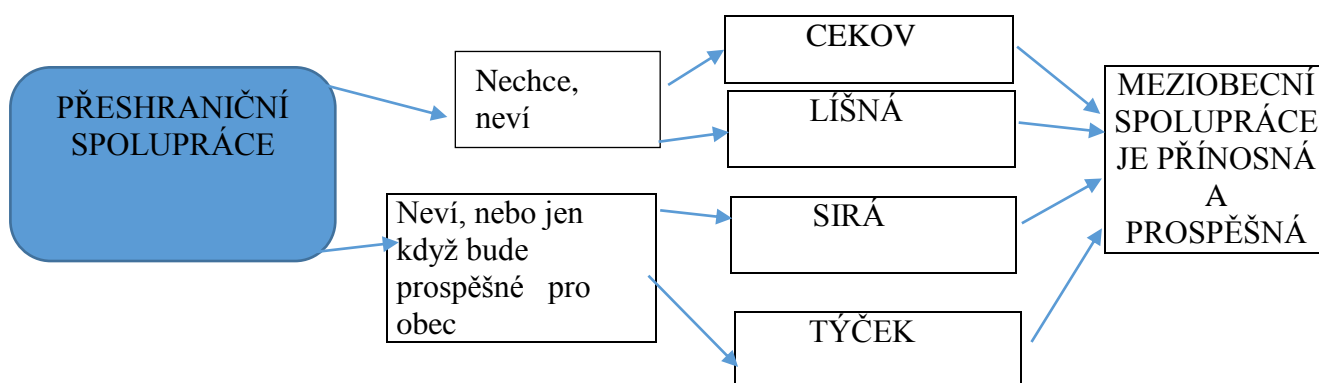 PŘESHRANIČNÍ
SPOLUPRÁCE
Nechce,
neví
Neví, nebo jen
když bude
prospěšné pro
obec
CEKOV
LÍŠNÁ
SIRÁ
TÝČEK
MEZIOBECNÍ
SPOLUPRÁCE
JE PŘÍNOSNÁ
A
PROSPĚŠNÁ